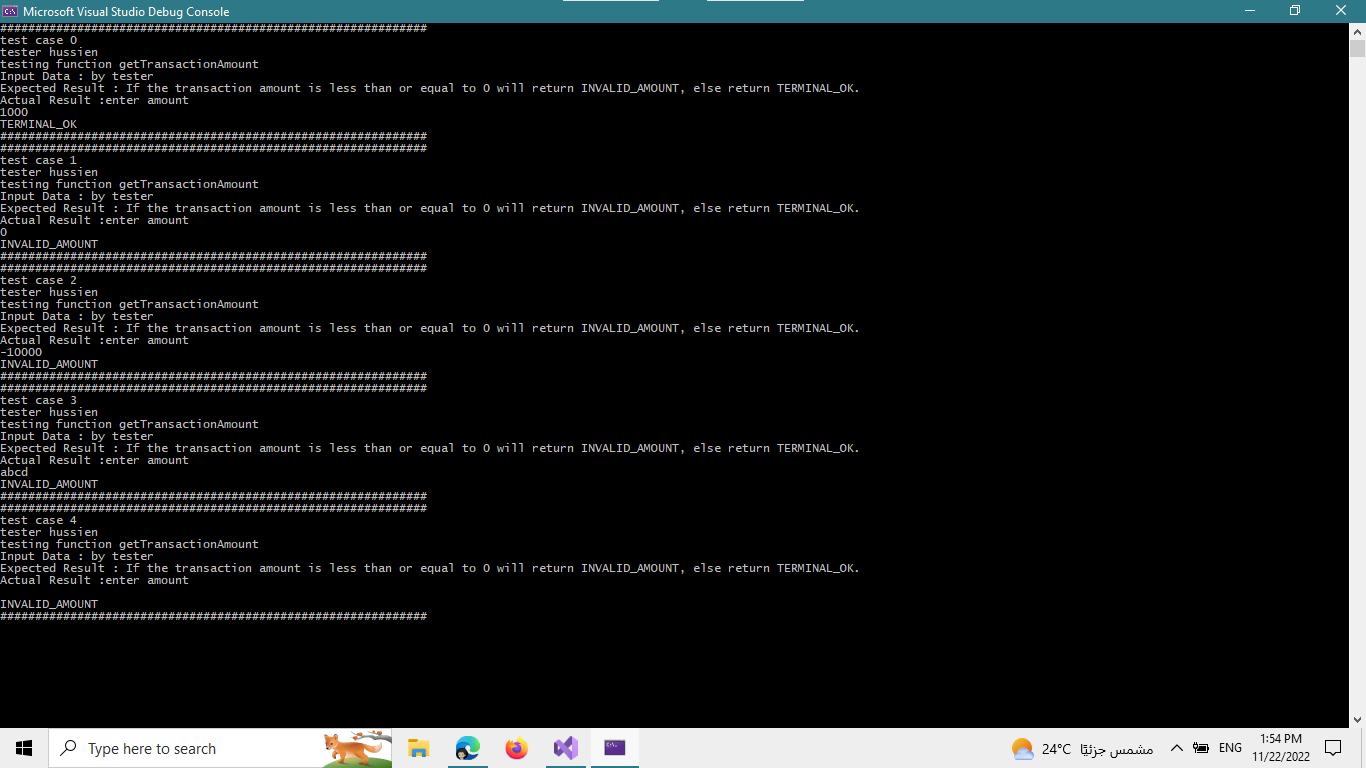 Microsoft Visual Studio Debug Console
#############################################################
test case 0
tester hussien
testing function getTransactionAmount
Input Data : by tester
Expected Result : If the transaction amount is less than or equal to 0 will return INVALID_AMOUNT, else return TERMINAL_OK.
Actual Result :enter amount
1000
TERMINAL_OK
#############################################################
#############################################################
test case 1
tester hussien
testing function getTransactionAmount
Input Data : by tester
Expected Result : If the transaction amount is less than or equal to 0 will return INVALID_AMOUNT, else return TERMINAL_OK.
Actual Result :enter amount
0
INVALID_AMOUNT
#############################################################
#############################################################
test case 2
tester hussien
testing function getTransactionAmount
Input Data : by tester
Expected Result : If the transaction amount is less than or equal to 0 will return INVALID_AMOUNT, else return TERMINAL_OK.
Actual Result :enter amount
-10000
INVALID_AMOUNT
#############################################################
#############################################################
test case 3
tester hussien
testing function getTransactionAmount
Input Data : by tester
Expected Result : If the transaction amount is less than or equal to 0 will return INVALID_AMOUNT, else return TERMINAL_OK.
Actual Result :enter amount
abcd
INVALID_AMOUNT
#############################################################
#############################################################
test case 4
tester hussien
testing function getTransactionAmount
Input Data : by tester
Expected Result : If the transaction amount is less than or equal to 0 will return INVALID_AMOUNT, else return TERMINAL_OK.
Actual Result :enter amount
INVALID_AMOUNT
#############################################################
Type here to search
24°C مشمس جزئيًا
ENG
1:54 PM
11/22/2022